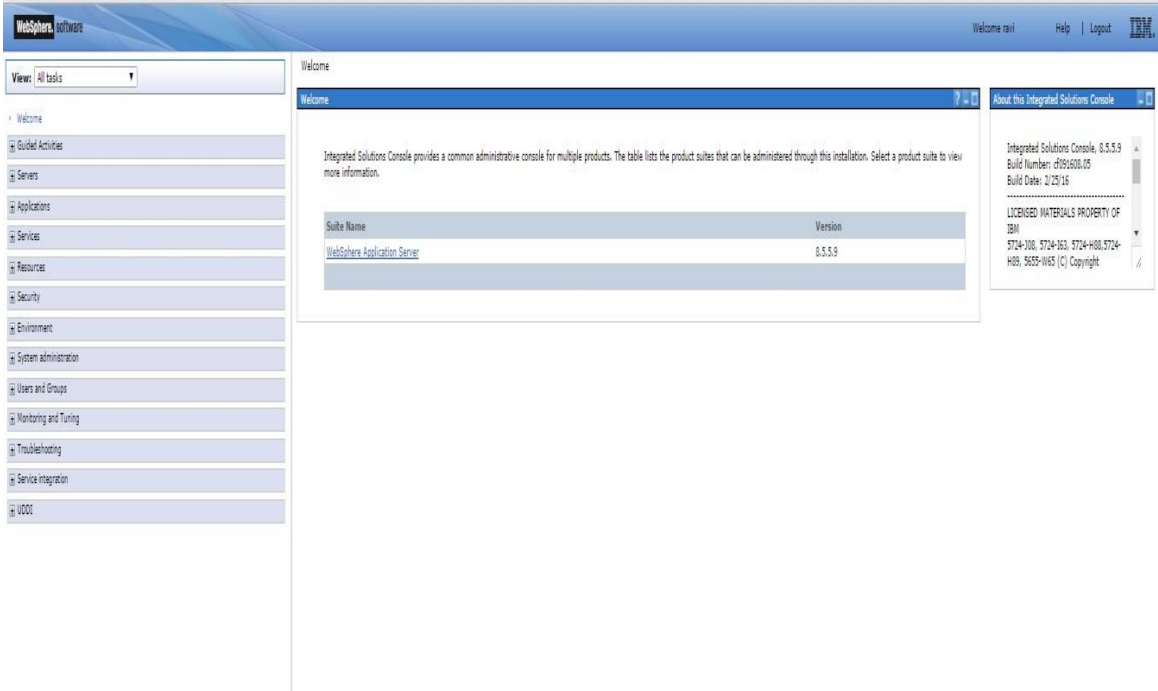 WebSphere. software
Welcome ravi Help | Logout IBM.
View: All tasks
Welcome
Guided Activities
Servers
Applications
Services
Resources
Security
Environment
System administration
Users and Groups
Monitoring and Tuning
Troubleshooting
Service integration
UDDI
Welcome
Welcome ?
Integrated Solutions Console provides a common administrative console for multiple products. The table lists the product suites that can be administered through this installation. Select a product suite to view
more information.
Suite Name Version
WebSphere Application Server 8.5.5.9
About this Integrated Solutions Console
Integrated Solutions Console, 8.5.5.9
Build Number: cf091608.05
Build Date: 2/25/16
----------------------------------------
LICENSED MATERIALS PROPERTY OF
IBM
5724-J08, 5724-I63, 5724-H88,5724-
H89, 5655-W65 (C) Copyright